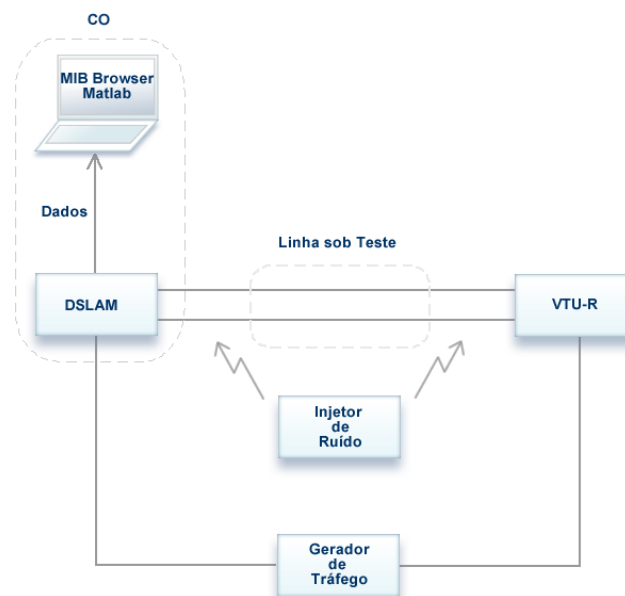 CO
MIB Browser
Matlab
Dados
Linha sob Teste
DSLAM
VTU-R
Injetor
de
Ruído
Gerador
de
Tráfego